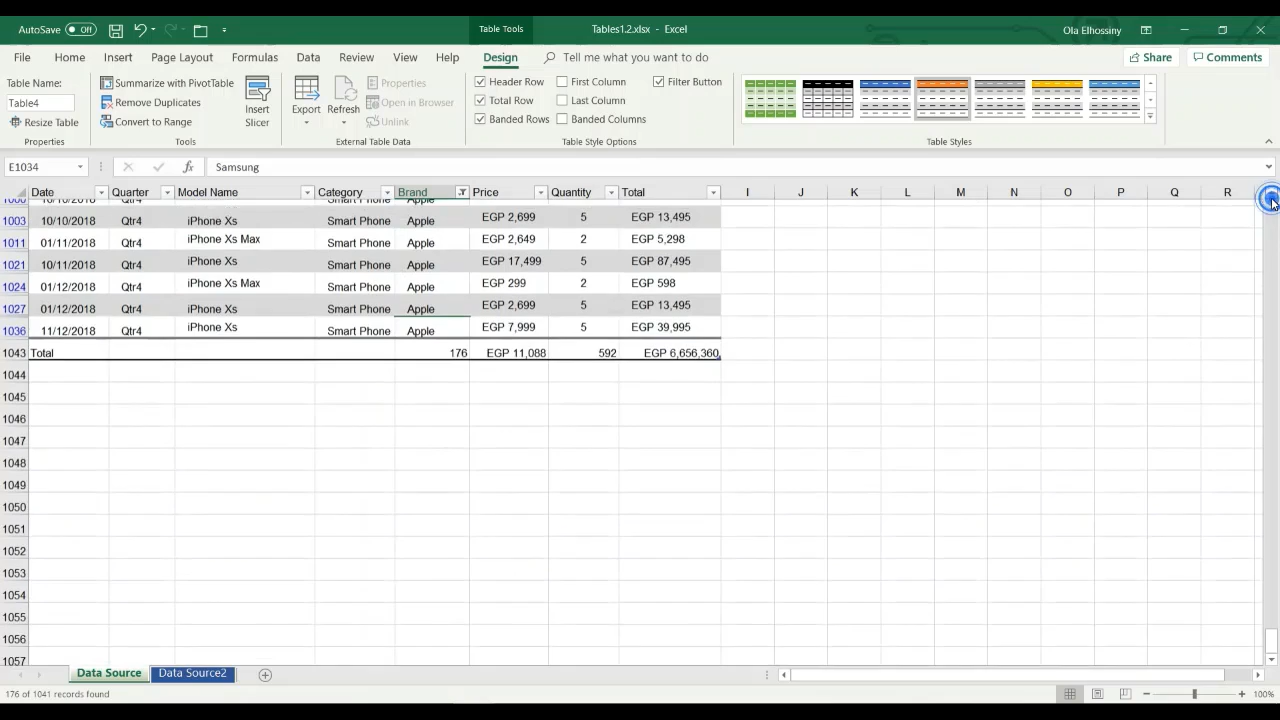 AutoSave Off Table Tools Tables1.2.xlsx - Excel Ola Elhossiny
File Home Insert Page Layout Formulas Data Review View Help Design Tell me what you want to do Share Comments
Table Name:
Table4
Resize Table
Properties
Summarize with PivotTable
Remove Duplicates
Convert to Range
Insert
Slicer
Tools
Export
Refresh
Properties
Open in Browser
Unlink
External Table Data
Header Row First Column Filter Button
Total Row Last Column
Banded Rows Banded Columns
Table Style Options
Table Styles
E1034 fx Samsung
Date Quarter Model Name Category Brand Price Quantity Total I J K L M N O P Q R
1003 10/10/2018 Qtr4 iPhone Xs Smart Phone Apple EGP 2,699 5 EGP 13,495
1011 01/11/2018 Qtr4 iPhone Xs Max Smart Phone Apple EGP 2,649 2 EGP 5,298
1021 10/11/2018 Qtr4 iPhone Xs Smart Phone Apple EGP 17,499 5 EGP 87,495
1024 01/12/2018 Qtr4 iPhone Xs Max Smart Phone Apple EGP 299 2 EGP 598
1027 01/12/2018 Qtr4 iPhone Xs Smart Phone Apple EGP 2,699 5 EGP 13,495
1036 11/12/2018 Qtr4 iPhone Xs Smart Phone Apple EGP 7,999 5 EGP 39,995
1043 Total 176 EGP 11,088 592 EGP 6,656,360
1044
1045
1046
1047
1048
1049
1050
1051
1052
1053
1054
1055
1056
1057
Data Source Data Source2
176 of 1041 records found 100%